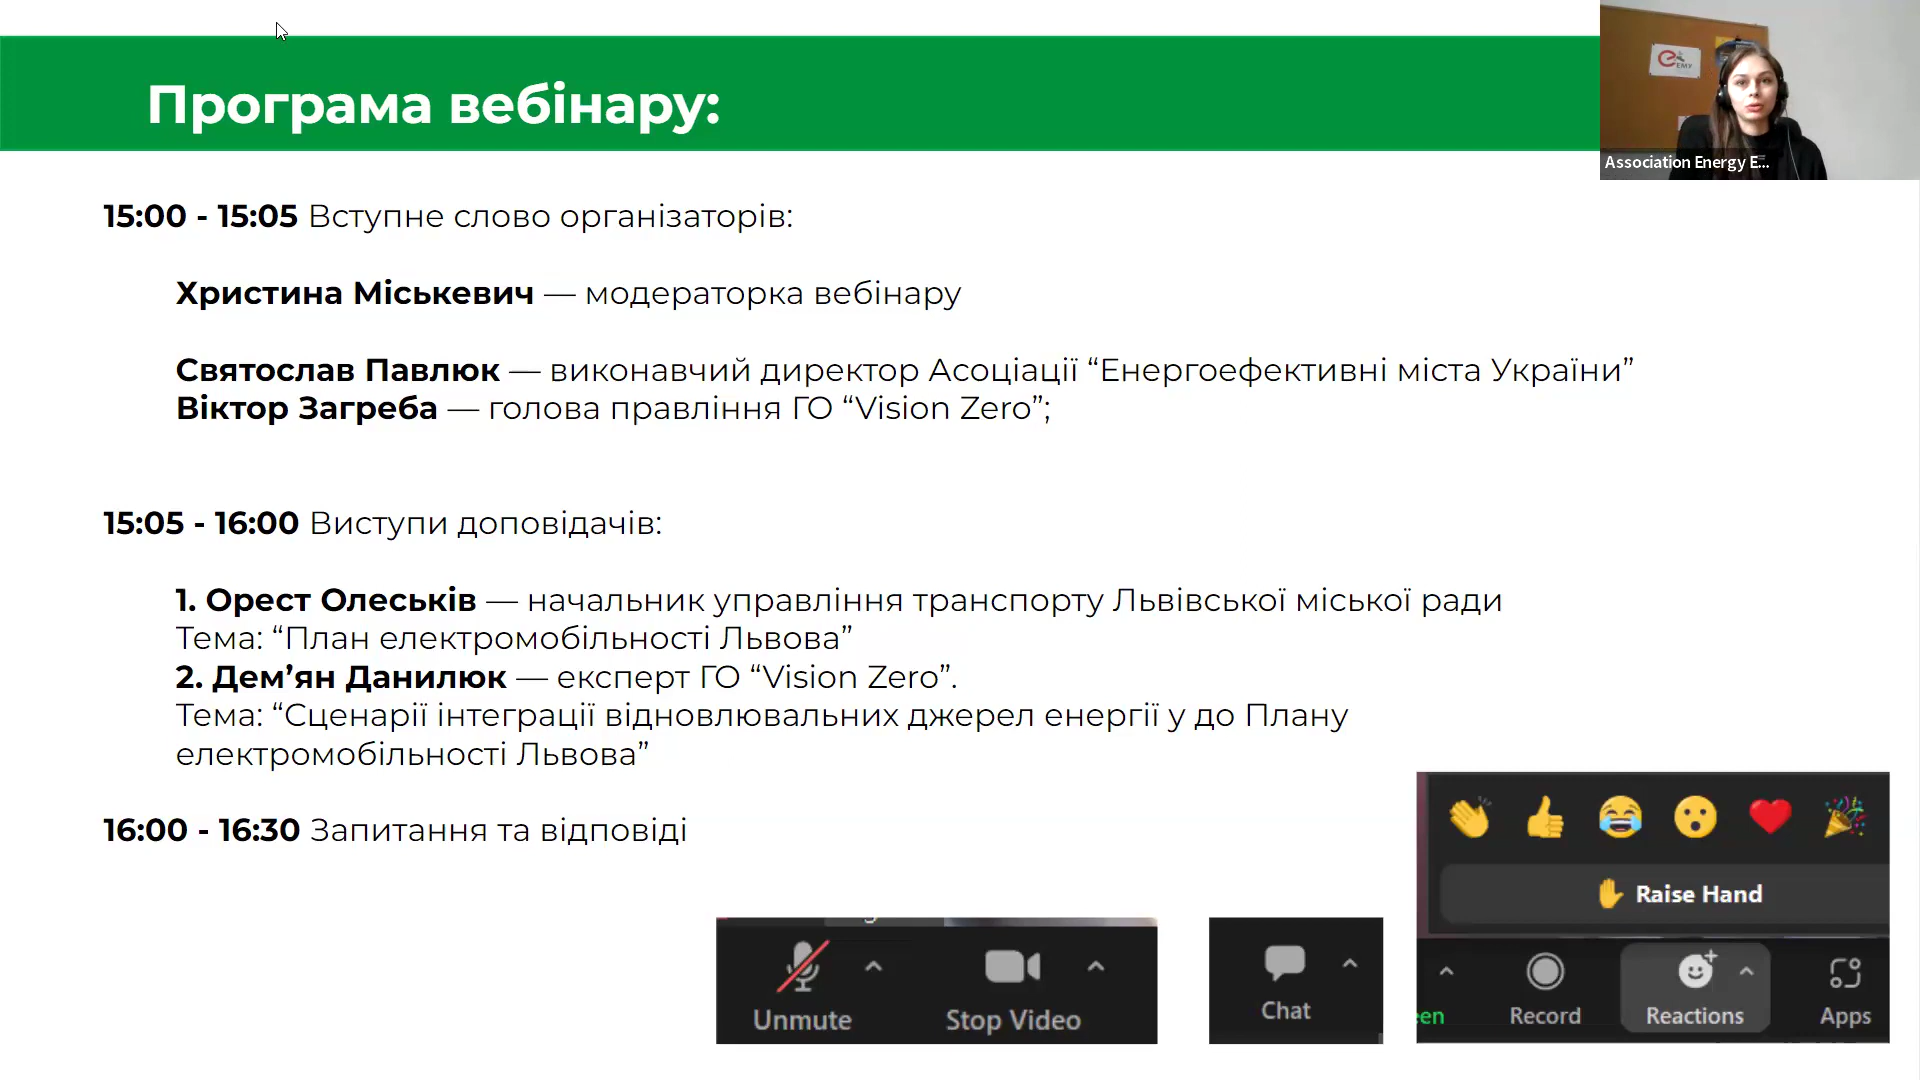 Програма вебінару:
ЕМУ
Association Energy E...
15:00 - 15:05 Вступне слово організаторів:
Христина Міськевич — модераторка вебінару
Святослав Павлюк — виконавчий директор Асоціації “Енергоефективні міста України”
Віктор Загреба — голова правління ГО “Vision Zero”;
15:05 - 16:00 Виступи доповідачів:
1. Орест Олеськів — начальник управління транспорту Львівської міської ради
Тема: “План електромобільності Львова”
2. Дем’ян Данилюк — експерт ГО “Vision Zero”.
Тема: “Сценарії інтеграції відновлювальних джерел енергії у до Плану
електромобільності Львова”
16:00 - 16:30 Запитання та відповіді
Raise Hand
Unmute
Stop Video
Chat
een
Record
Reactions
Apps